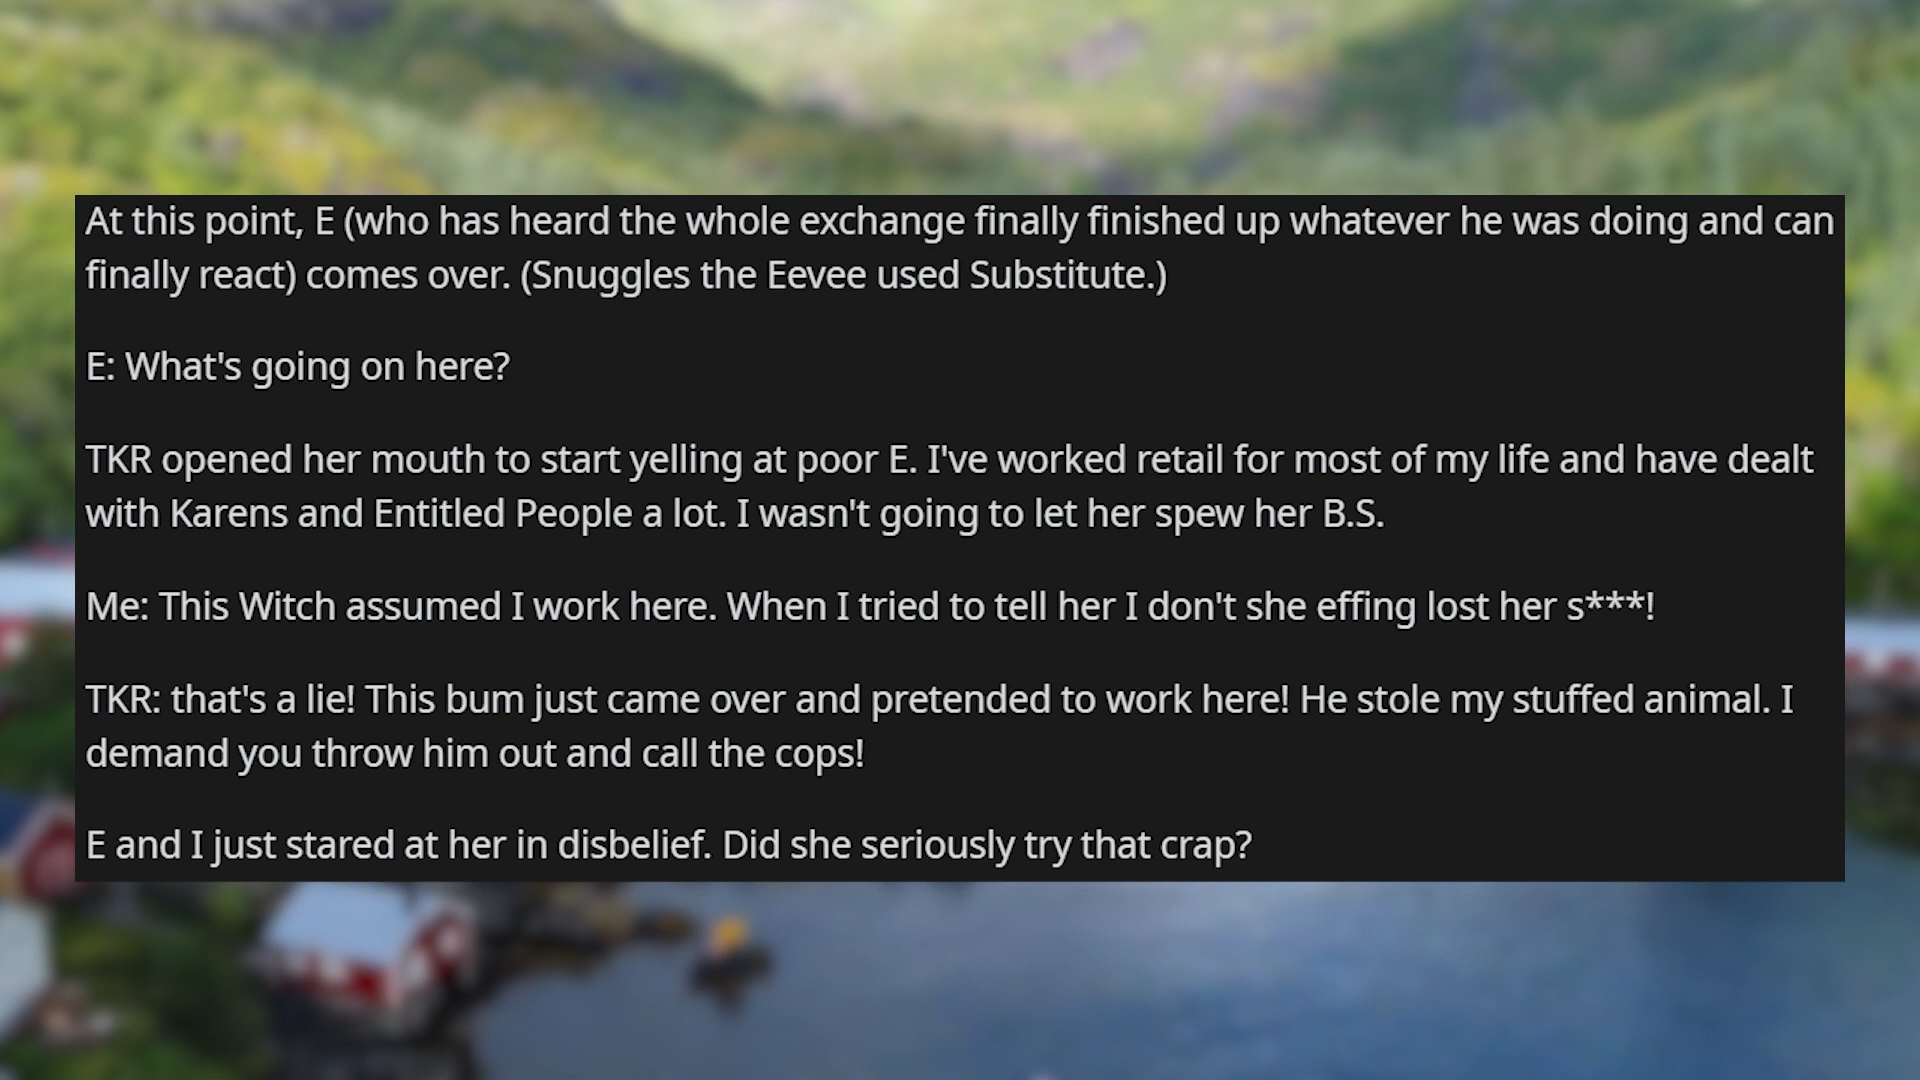 At this point, E (who has heard the whole exchange finally finished up whatever he was doing and can
finally react) comes over. (Snuggles the Eevee used Substitute.)
E: What's going on here?
TKR opened her mouth to start yelling at poor E. I've worked retail for most of my life and have dealt
with Karens and Entitled People a lot. I wasn't going to let her spew her B.S.
Me: This Witch assumed I work here. When I tried to tell her I don't she effing lost her s***!
TKR: that's a lie! This bum just came over and pretended to work here! He stole my stuffed animal. I
demand you throw him out and call the cops!
E and I just stared at her in disbelief. Did she seriously try that crap?